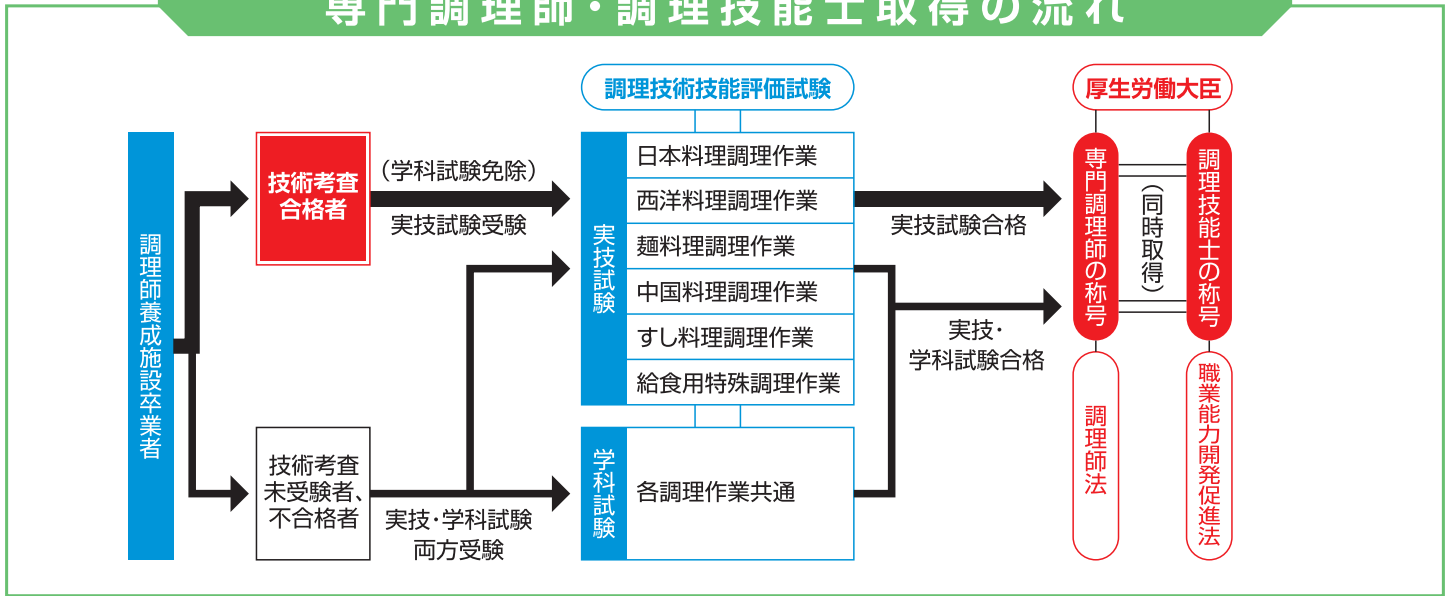 専門調理師・調理技能士取得の流れ
調理師養成施設卒業者
技術考査
合格者
（学科試験免除）
実技試験受験
技術考査
未受験者、
不合格者
実技・学科試験
両方受験
調理技術技能評価試験
実技試験
日本料理調理作業
西洋料理調理作業
麺料理調理作業
中国料理調理作業
すし料理調理作業
給食用特殊調理作業
学科試験
各調理作業共通
実技試験合格
実技・
学科試験合格
厚生労働大臣
専門調理師の称号
（同時取得）
調理技能士の称号
調理師法
職業能力開発促進法